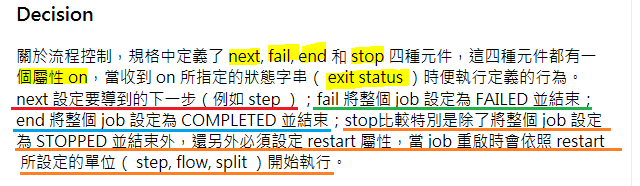 Decision
關於流程控制，規格中定義了 next, fail, end 和 stop 四種元件，這四種元件都有一
個屬性 on，當收到 on 所指定的狀態字串（ exit status ）時便執行定義的行為。
next 設定要導到的下一步（例如 step ）；fail 將整個 job 設定為 FAILED 並結束；
end 將整個 job 設定為 COMPLETED 並結束；stop比較特別是除了將整個 job 設定
為 STOPPED 並結束外，還另外必須設定 restart 屬性，當 job 重啟時會依照 restart
所設定的單位（ step, flow, split ）開始執行。